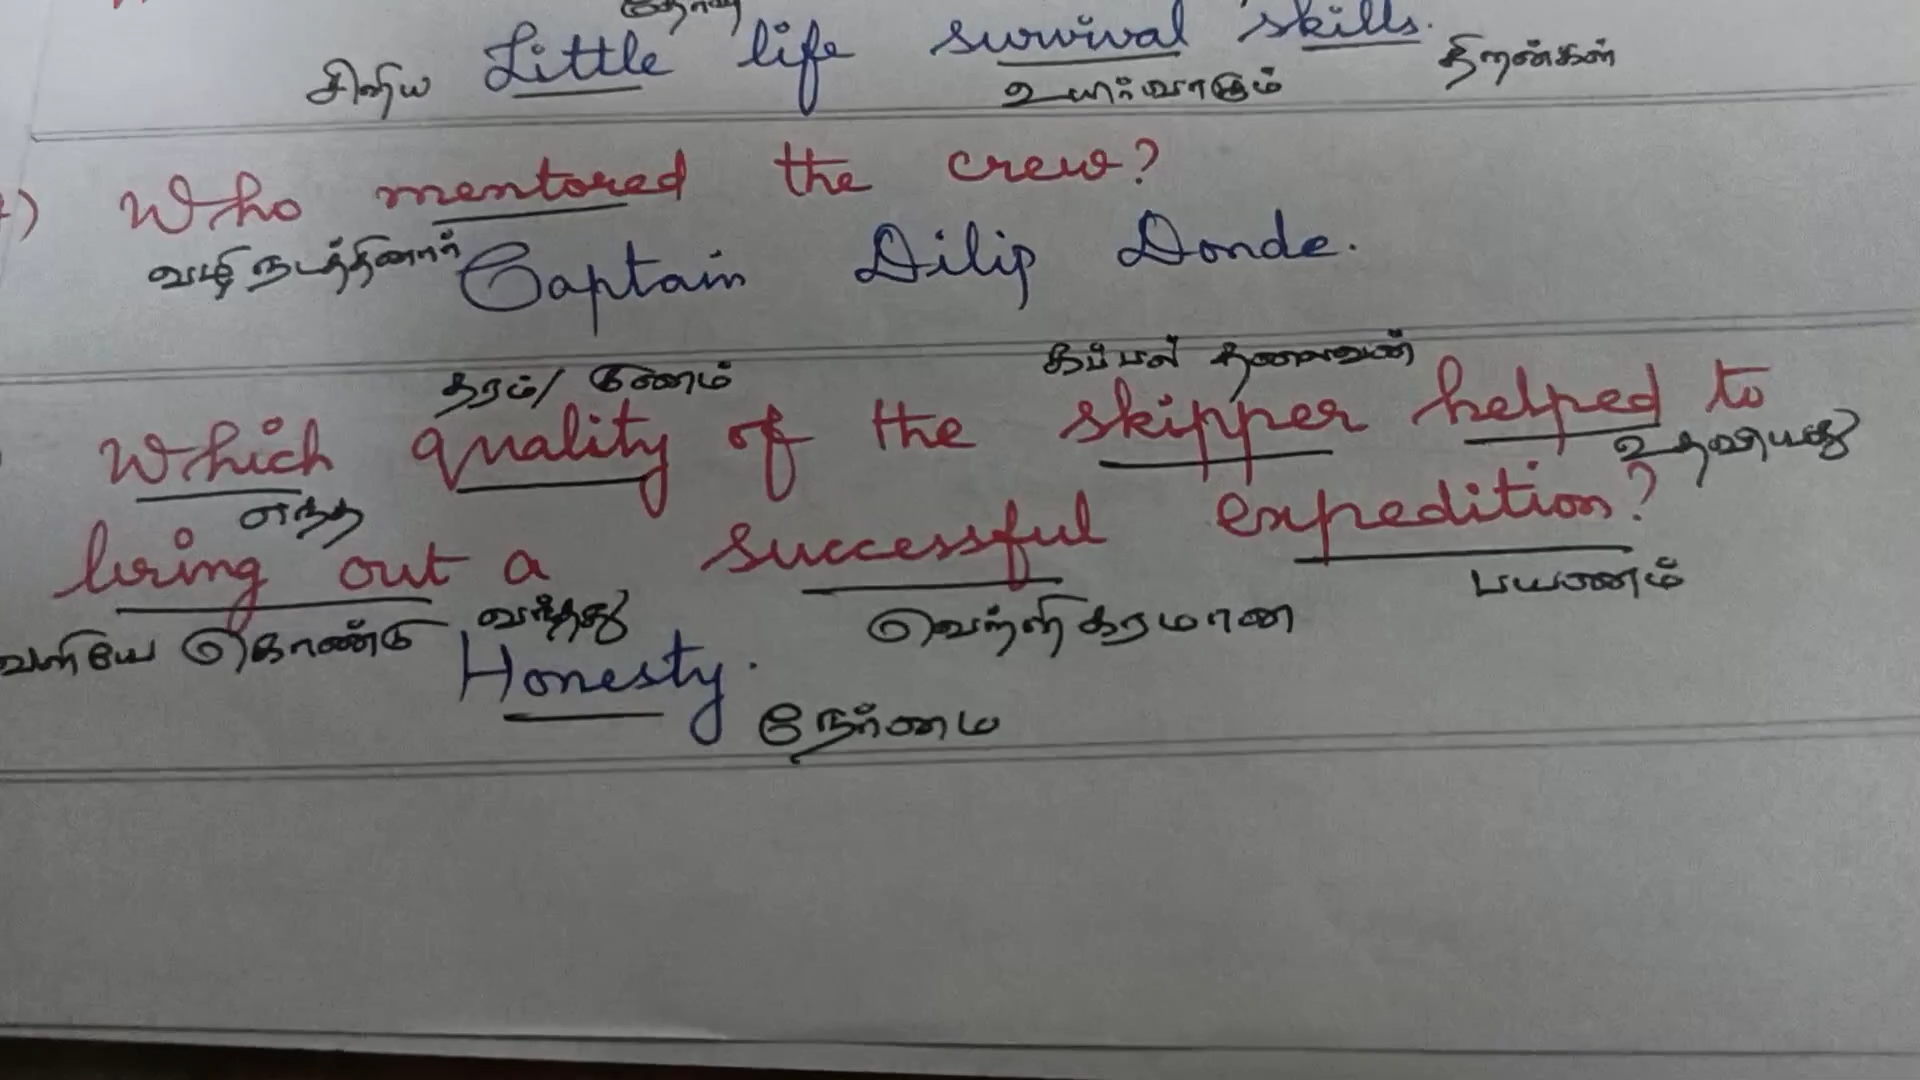 சிறிய Little life survival skills. திறன்கள்
உயிர்வாழும்
Who mentored the crew?
வழி நடத்தினார் Captain Dilip Donde.
தரம்/ குணம் கப்பல் தலைவன்
Which quality of the skipper helped to
எந்த உதவியது
bring out a successful expedition?
வெளியே கொண்டு வந்தது வெற்றிகரமான பயணம்
Honesty.
நேர்மை